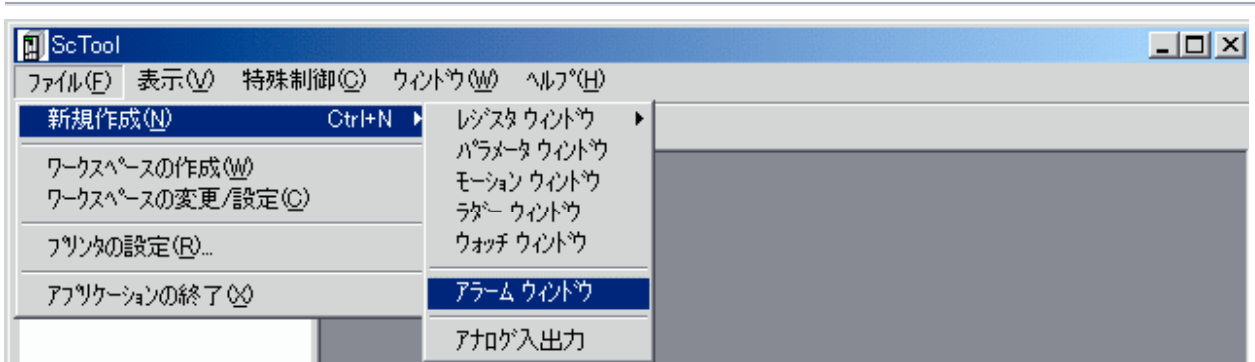 ScTool
ﾌｧｲﾙ(F) 表示(V) 特殊制御(C) ｳｨﾝﾄﾞｳ(W) ﾍﾙﾌﾟ(H)
新規作成(N) Ctrl+N
ﾜｰｸｽﾍﾟｰｽの作成(W)
ﾜｰｸｽﾍﾟｰｽの変更/設定(C)
ﾌﾟﾘﾝﾀの設定(R)...
ｱﾌﾟﾘｹｰｼｮﾝの終了(X)
ﾚｼﾞｽﾀ ｳｨﾝﾄﾞｳ
ﾊﾟﾗﾒｰﾀ ｳｨﾝﾄﾞｳ
ﾓｰｼｮﾝ ｳｨﾝﾄﾞｳ
ﾗﾀﾞｰ ｳｨﾝﾄﾞｳ
ｳｫｯﾁ ｳｨﾝﾄﾞｳ
ｱﾗｰﾑ ｳｨﾝﾄﾞｳ
ｱﾅﾛｸﾞ入出力